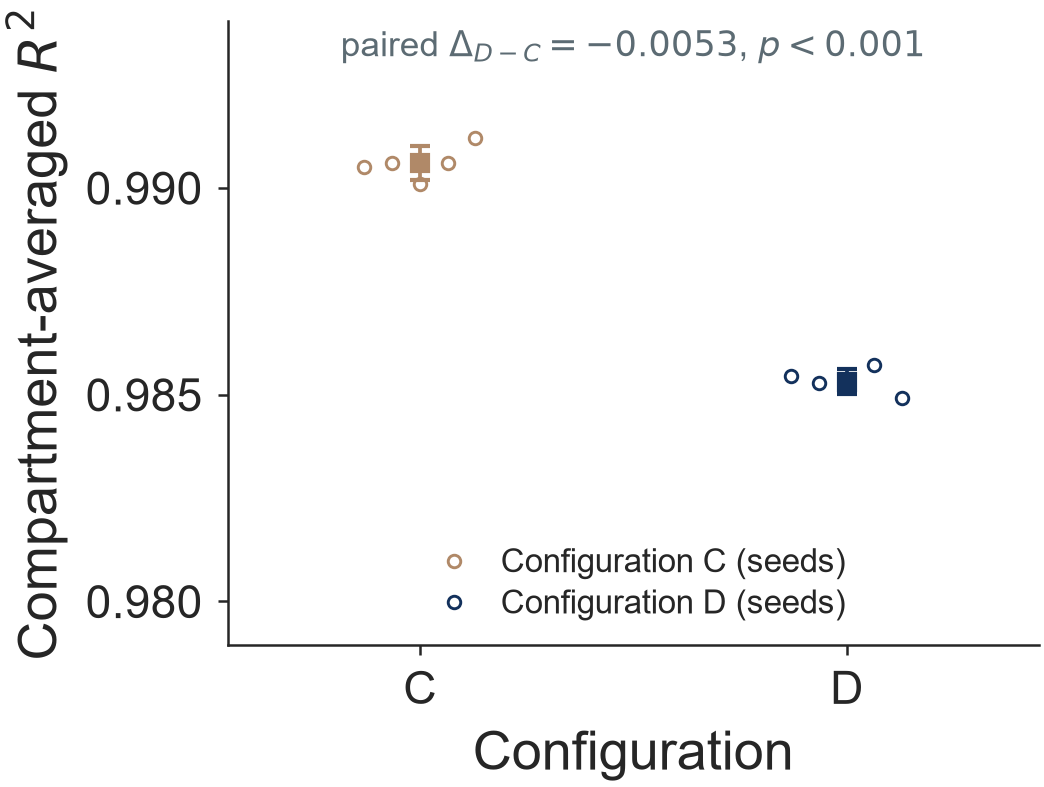 paired Δ_{D−C} = −0.0053, p < 0.001
Compartment-averaged R²
0.990
0.985
0.980
Configuration C (seeds)
Configuration D (seeds)
C
D
Configuration